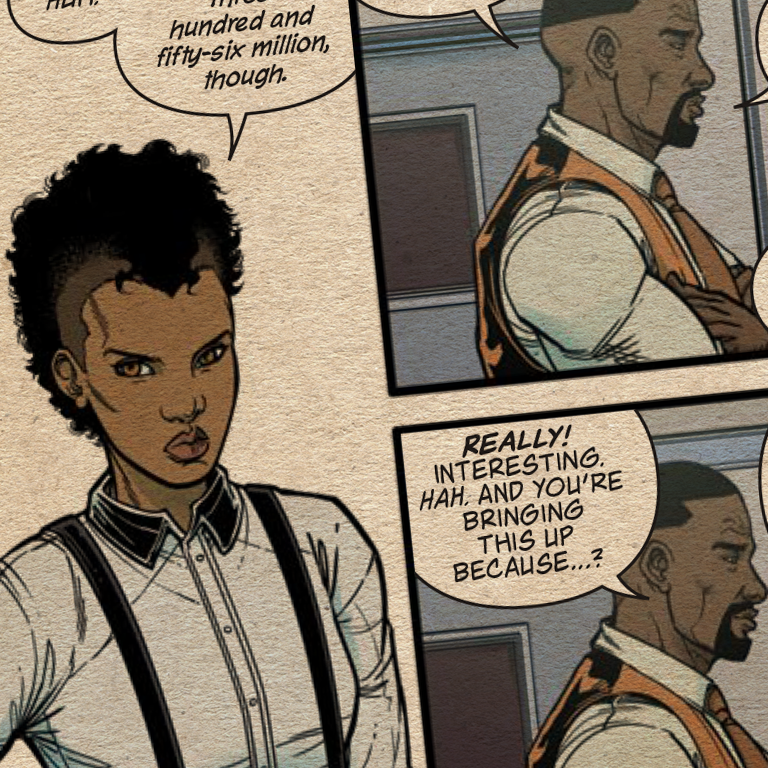 hundred and
fifty-six million,
though.
REALLY!
INTERESTING.
HAH. AND YOU'RE
BRINGING
THIS UP
BECAUSE...?